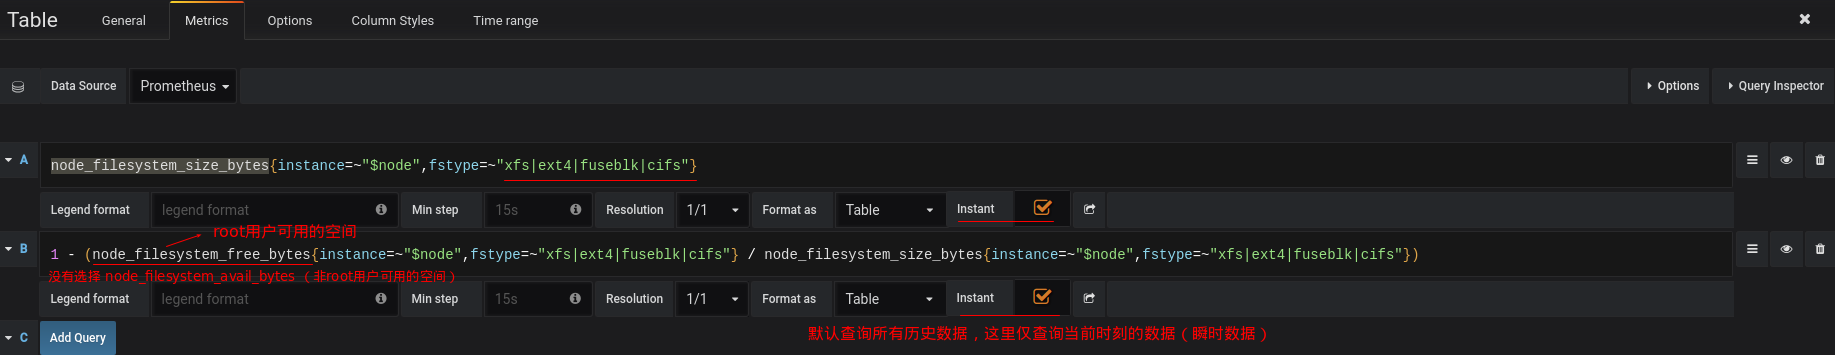 Table General Metrics Options Column Styles Time range
Data Source Prometheus Options Query Inspector
A node_filesystem_size_bytes{instance=~"$node",fstype=~"xfs|ext4|fuseblk|cifs"}
Legend format legend format Min step 15s Resolution 1/1 Format as Table Instant
root用户可用的空间
B 1 - (node_filesystem_free_bytes{instance=~"$node",fstype=~"xfs|ext4|fuseblk|cifs"} / node_filesystem_size_bytes{instance=~"$node",fstype=~"xfs|ext4|fuseblk|cifs"})
没有选择 node_filesystem_avail_bytes （非root用户可用的空间）
Legend format legend format Min step 15s Resolution 1/1 Format as Table Instant
C Add Query
默认查询所有历史数据，这里仅查询当前时刻的数据（瞬时数据）